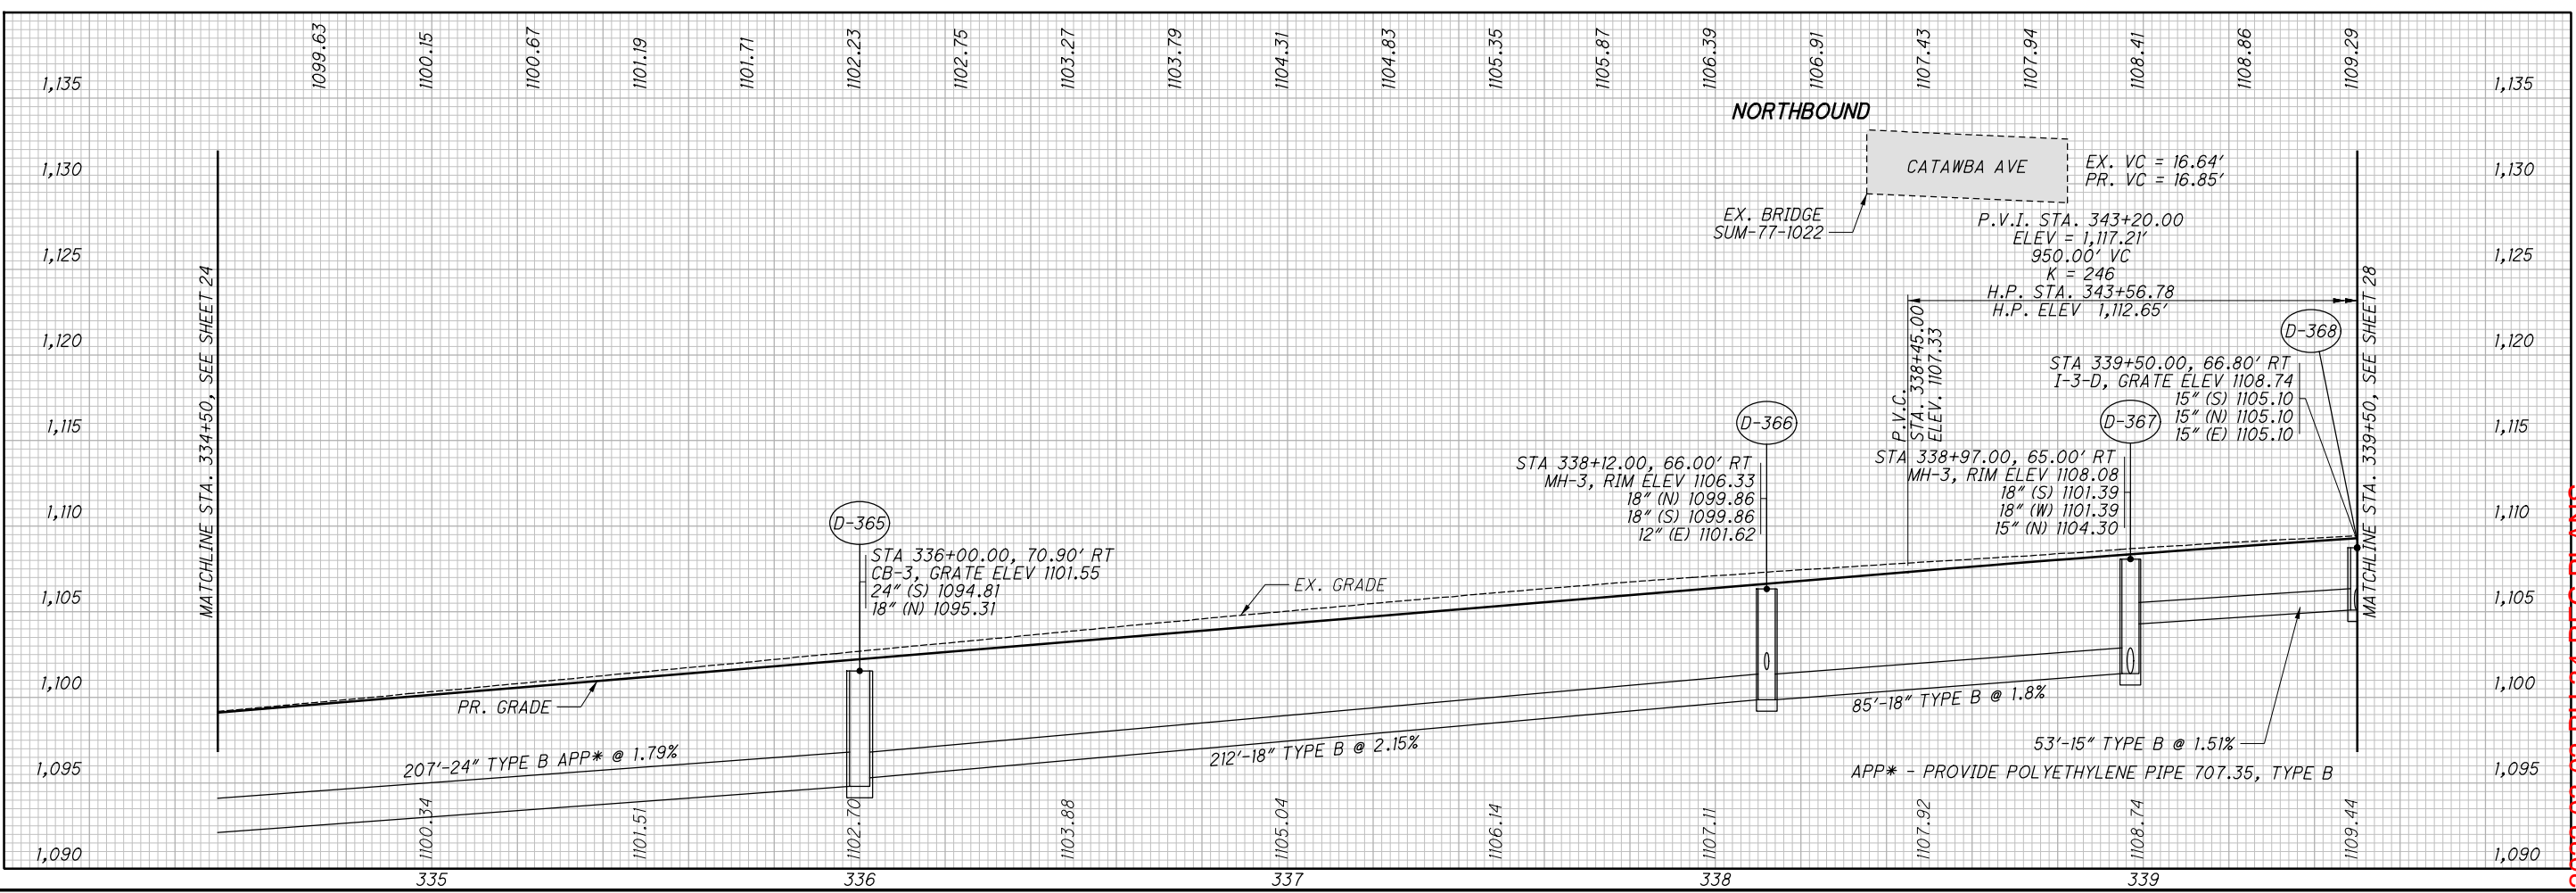 1099.63
1100.15
1100.67
1101.19
1101.71
1102.23
1102.75
1103.27
1103.79
1104.31
1104.83
1105.35
1105.87
1106.39
1106.91
1107.43
1107.94
1108.41
1108.86
1109.29
1,135
1,135
NORTHBOUND
CATAWBA AVE
EX. VC = 16.64'
PR. VC = 16.85'
1,130
1,130
EX. BRIDGE
SUM-77-1022
P.V.I. STA. 343+20.00
ELEV = 1,117.21'
950.00' VC
K = 246
H.P. STA. 343+56.78
H.P. ELEV 1,112.65'
1,125
1,125
MATCHLINE STA. 334+50, SEE SHEET 24
MATCHLINE STA. 339+50, SEE SHEET 28
P.V.C.
STA. 338+45.00
ELEV. 1107.33
1,120
1,120
D-368
STA 339+50.00, 66.80' RT
I-3-D, GRATE ELEV 1108.74
15" (S) 1105.10
15" (N) 1105.10
15" (E) 1105.10
1,115
1,115
D-366
STA 338+12.00, 66.00' RT
MH-3, RIM ELEV 1106.33
18" (N) 1099.86
18" (S) 1099.86
12" (E) 1101.62
D-367
STA 338+97.00, 65.00' RT
MH-3, RIM ELEV 1108.08
18" (S) 1101.39
18" (W) 1101.39
15" (N) 1104.30
1,110
1,110
D-365
STA 336+00.00, 70.90' RT
CB-3, GRATE ELEV 1101.55
24" (S) 1094.81
18" (N) 1095.31
EX. GRADE
1,105
1,105
PR. GRADE
1,100
1,100
207'-24" TYPE B APP* @ 1.79%
212'-18" TYPE B @ 2.15%
85'-18" TYPE B @ 1.8%
53'-15" TYPE B @ 1.51%
APP* - PROVIDE POLYETHYLENE PIPE 707.35, TYPE B
1,095
1,095
1100.34
1101.51
1102.70
1103.88
1105.04
1106.14
1107.11
1107.92
1108.74
1109.44
1,090
1,090
335
336
337
338
339